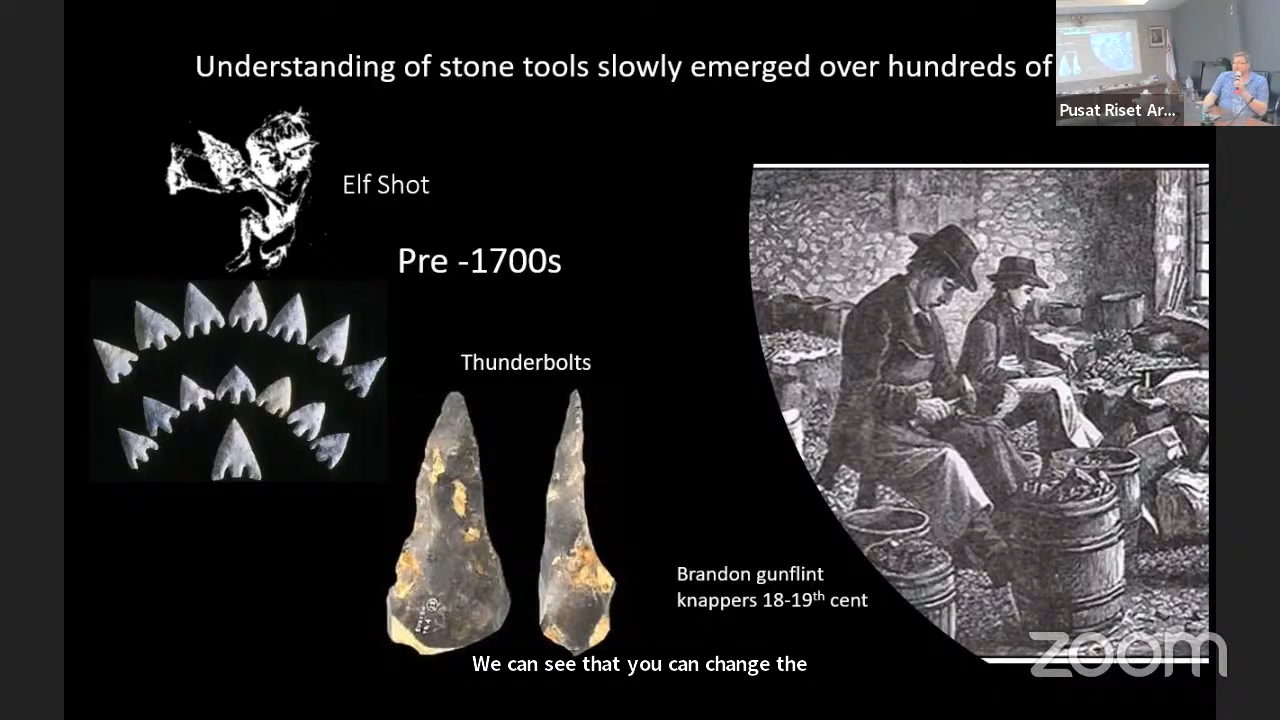 Understanding of stone tools slowly emerged over hundreds of
Pusat Riset Ar...
Elf Shot
Pre -1700s
Thunderbolts
Brandon gunflint
knappers 18-19th cent
We can see that you can change the
zoom